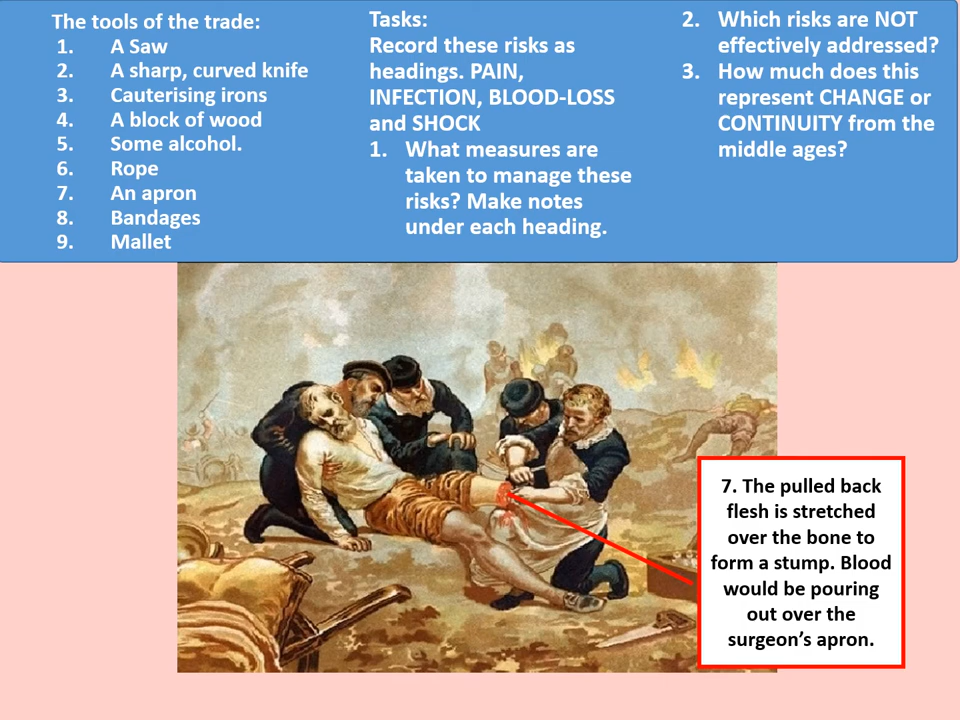 The tools of the trade:
1. A Saw
2. A sharp, curved knife
3. Cauterising irons
4. A block of wood
5. Some alcohol.
6. Rope
7. An apron
8. Bandages
9. Mallet
Tasks:
Record these risks as
headings. PAIN,
INFECTION, BLOOD-LOSS
and SHOCK
1. What measures are
taken to manage these
risks? Make notes
under each heading.
2. Which risks are NOT
effectively addressed?
3. How much does this
represent CHANGE or
CONTINUITY from the
middle ages?
7. The pulled back
flesh is stretched
over the bone to
form a stump. Blood
would be pouring
out over the
surgeon's apron.